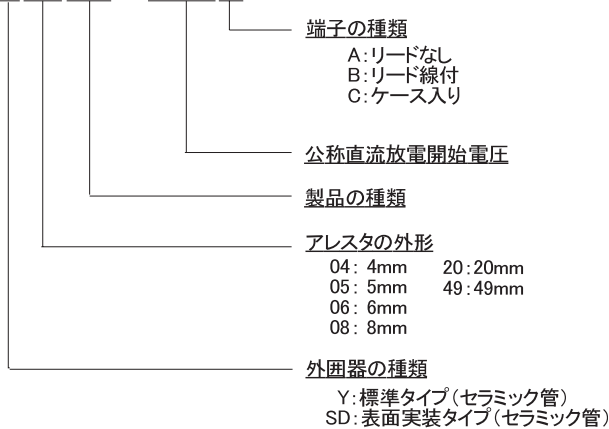 端子の種類
A：リードなし
B：リード線付
C：ケース入り
公称直流放電開始電圧
製品の種類
アレスタの外形
04： 4mm 20：20mm
05： 5mm 49：49mm
06： 6mm
08： 8mm
外囲器の種類
Y：標準タイプ（セラミック管）
SD：表面実装タイプ（セラミック管）